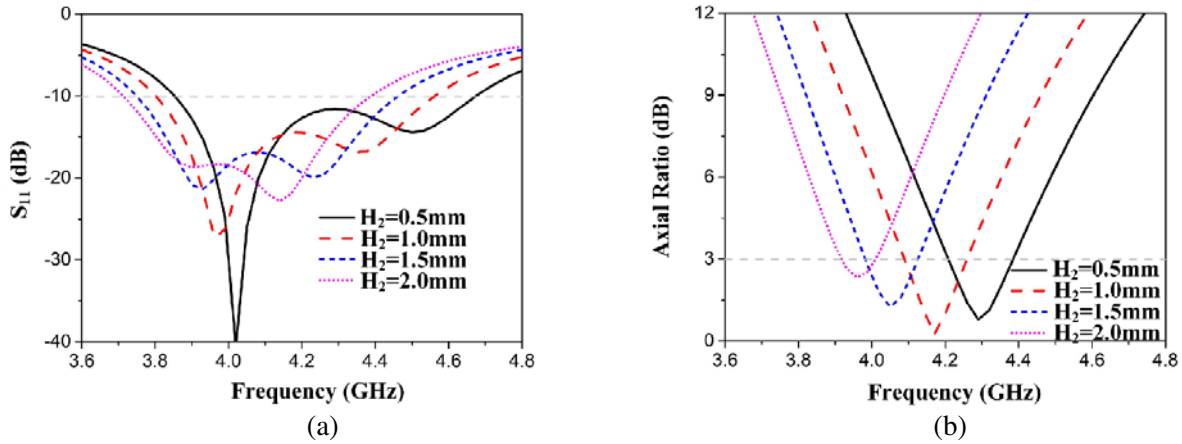 0
-10
-20
-30
-40
S₁₁ (dB)
H₂=0.5mm
H₂=1.0mm
H₂=1.5mm
H₂=2.0mm
3.6 3.8 4.0 4.2 4.4 4.6 4.8
Frequency (GHz)
(a)
12
9
6
3
0
Axial Ratio (dB)
H₂=0.5mm
H₂=1.0mm
H₂=1.5mm
H₂=2.0mm
3.6 3.8 4.0 4.2 4.4 4.6 4.8
Frequency (GHz)
(b)